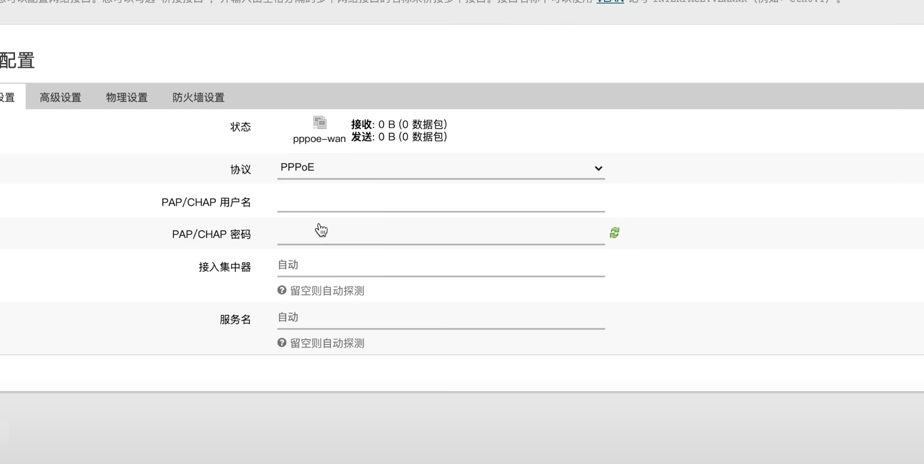 VLAN
配置
设置 高级设置 物理设置 防火墙设置
状态 pppoe-wan 接收: 0 B (0 数据包)
发送: 0 B (0 数据包)
协议 PPPoE
PAP/CHAP 用户名
PAP/CHAP 密码
接入集中器 自动
留空则自动探测
服务名 自动
留空则自动探测